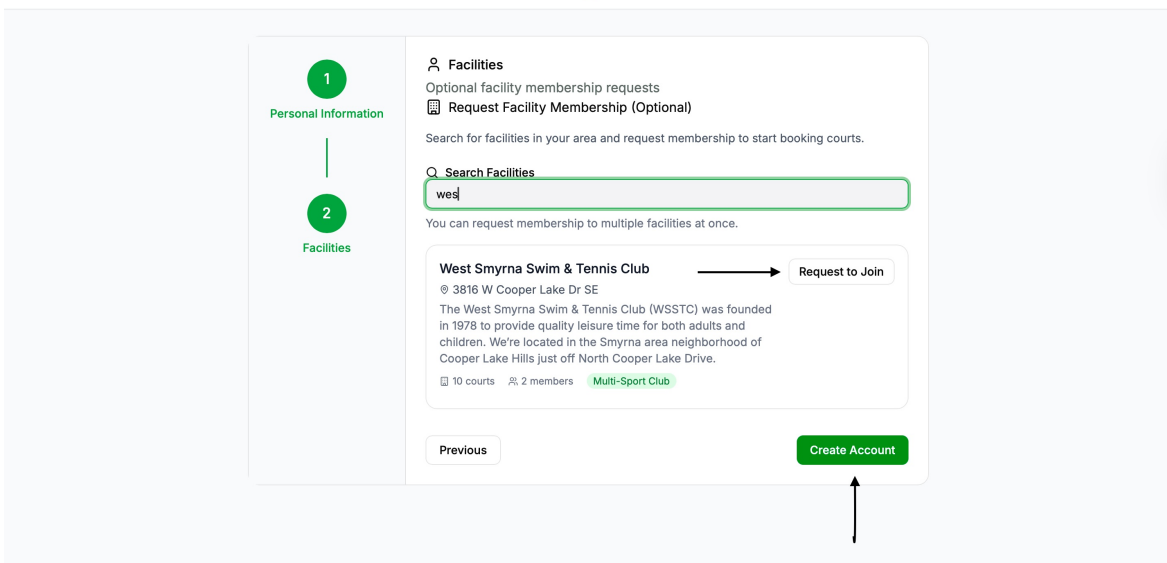 1
Personal Information
2
Facilities
Facilities
Optional facility membership requests
Request Facility Membership (Optional)
Search for facilities in your area and request membership to start booking courts.
Search Facilities
wes
You can request membership to multiple facilities at once.
West Smyrna Swim & Tennis Club
Request to Join
3816 W Cooper Lake Dr SE
The West Smyrna Swim & Tennis Club (WSSTC) was founded
in 1978 to provide quality leisure time for both adults and
children. We’re located in the Smyrna area neighborhood of
Cooper Lake Hills just off North Cooper Lake Drive.
10 courts 2 members Multi-Sport Club
Previous
Create Account